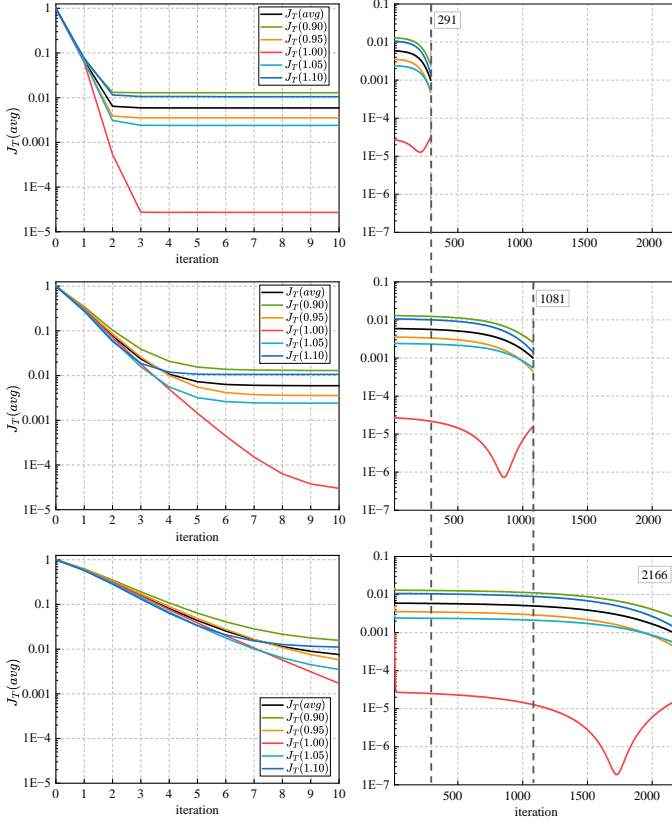 1
0.1
0.01
0.001
1E-4
1E-5
J_T(avg)
0 1 2 3 4 5 6 7 8 9 10
iteration
J_T(avg)
J_T(0.90)
J_T(0.95)
J_T(1.00)
J_T(1.05)
J_T(1.10)
0.1
0.01
0.001
1E-4
1E-5
1E-6
1E-7
291
500 1000 1500 2000
1
0.1
0.01
0.001
1E-4
1E-5
J_T(avg)
0 1 2 3 4 5 6 7 8 9 10
iteration
J_T(avg)
J_T(0.90)
J_T(0.95)
J_T(1.00)
J_T(1.05)
J_T(1.10)
0.1
0.01
0.001
1E-4
1E-5
1E-6
1E-7
1081
500 1000 1500 2000
1
0.1
0.01
0.001
1E-4
1E-5
J_T(avg)
0 1 2 3 4 5 6 7 8 9 10
iteration
J_T(avg)
J_T(0.90)
J_T(0.95)
J_T(1.00)
J_T(1.05)
J_T(1.10)
0.1
0.01
0.001
1E-4
1E-5
1E-6
1E-7
2166
500 1000 1500 2000
iteration